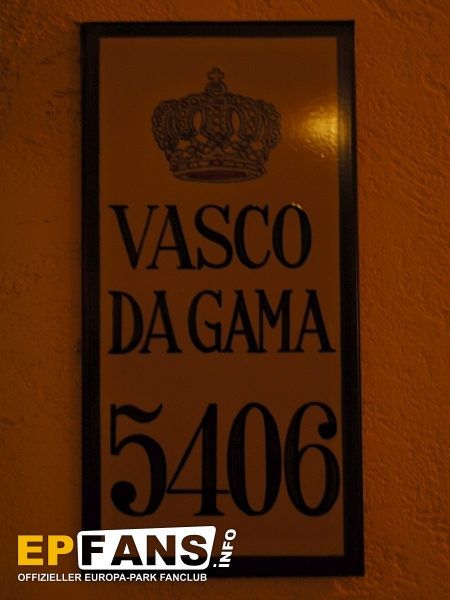 VASCO
DA GAMA
5406
EPFANS.INFO
OFFIZIELLER EUROPA-PARK FANCLUB